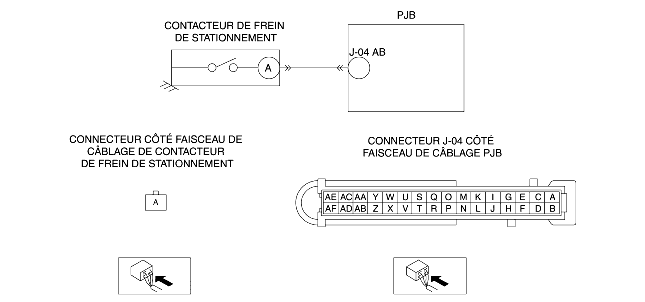 CONTACTEUR DE FREIN
DE STATIONNEMENT
PJB
A
J-04 AB
CONNECTEUR CÔTÉ FAISCEAU DE
CÂBLAGE DE CONTACTEUR
DE FREIN DE STATIONNEMENT
A
CONNECTEUR J-04 CÔTÉ
FAISCEAU DE CÂBLAGE PJB
AE AC AA Y W U S Q O M K I G E C A
AF AD AB Z X V T R P N L J H F D B